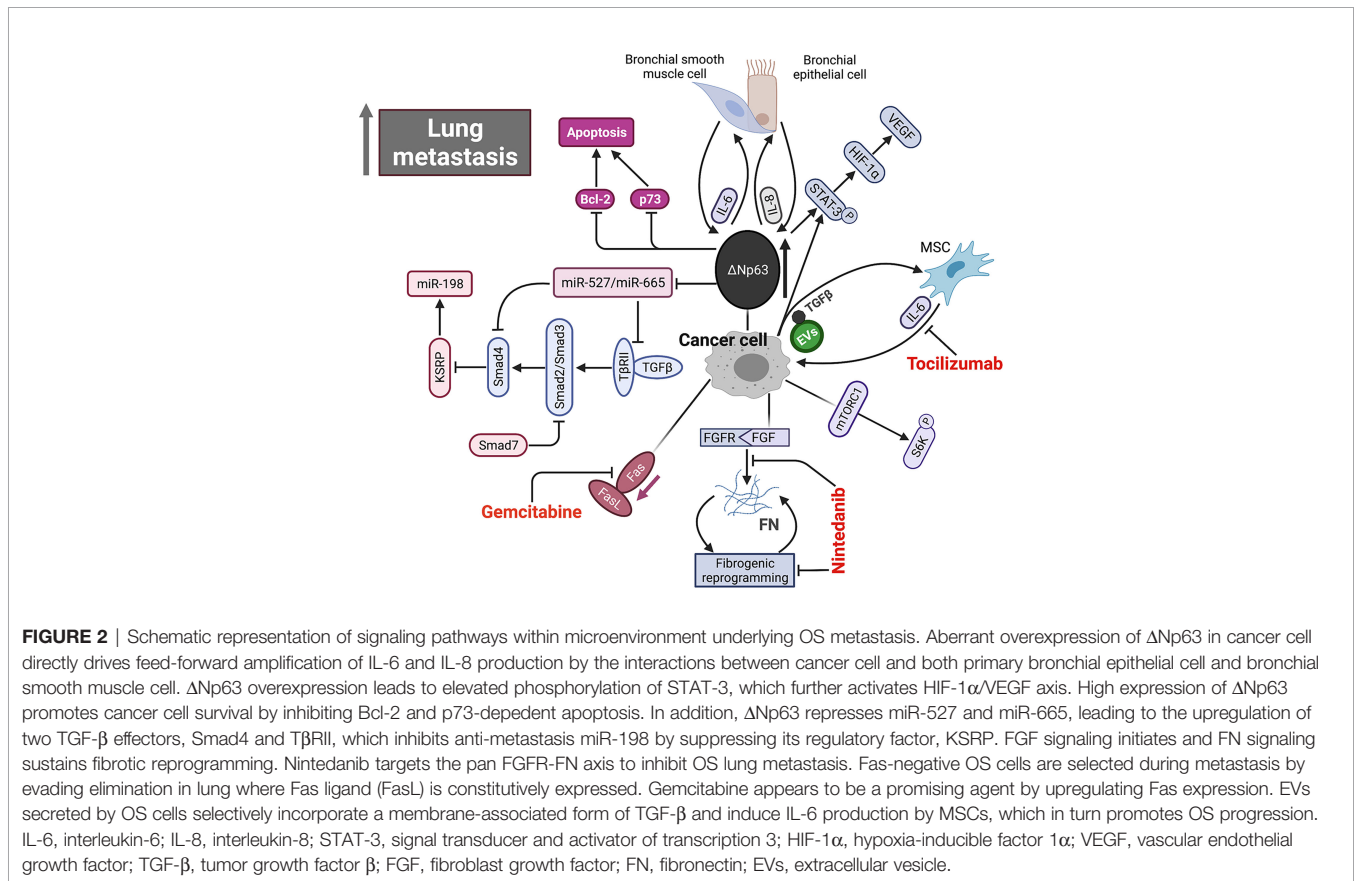 Bronchial smooth
muscle cell
Bronchial
epithelial cell
Lung
metastasis
Apoptosis
VEGF
HIF-1α
STAT-3
P
Bcl-2
p73
IL-6
IL-8
ΔNp63
MSC
miR-198
miR-527/miR-665
TGFβ
EVs
IL-6
Cancer cell
Tocilizumab
KSRP
Smad4
Smad2/Smad3
TβRII
TGFβ
mTORC1
S6K
P
Smad7
FGFR
FGF
Fas
FasL
Gemcitabine
FN
Nintedanib
Fibrogenic
reprogramming
FIGURE 2 | Schematic representation of signaling pathways within microenvironment underlying OS metastasis. Aberrant overexpression of ΔNp63 in cancer cell
directly drives feed-forward amplification of IL-6 and IL-8 production by the interactions between cancer cell and both primary bronchial epithelial cell and bronchial
smooth muscle cell. ΔNp63 overexpression leads to elevated phosphorylation of STAT-3, which further activates HIF-1α/VEGF axis. High expression of ΔNp63
promotes cancer cell survival by inhibiting Bcl-2 and p73-depedent apoptosis. In addition, ΔNp63 represses miR-527 and miR-665, leading to the upregulation of
two TGF-β effectors, Smad4 and TβRII, which inhibits anti-metastasis miR-198 by suppressing its regulatory factor, KSRP. FGF signaling initiates and FN signaling
sustains fibrotic reprogramming. Nintedanib targets the pan FGFR-FN axis to inhibit OS lung metastasis. Fas-negative OS cells are selected during metastasis by
evading elimination in lung where Fas ligand (FasL) is constitutively expressed. Gemcitabine appears to be a promising agent by upregulating Fas expression. EVs
secreted by OS cells selectively incorporate a membrane-associated form of TGF-β and induce IL-6 production by MSCs, which in turn promotes OS progression.
IL-6, interleukin-6; IL-8, interleukin-8; STAT-3, signal transducer and activator of transcription 3; HIF-1α, hypoxia-inducible factor 1α; VEGF, vascular endothelial
growth factor; TGF-β, tumor growth factor β; FGF, fibroblast growth factor; FN, fibronectin; EVs, extracellular vesicle.